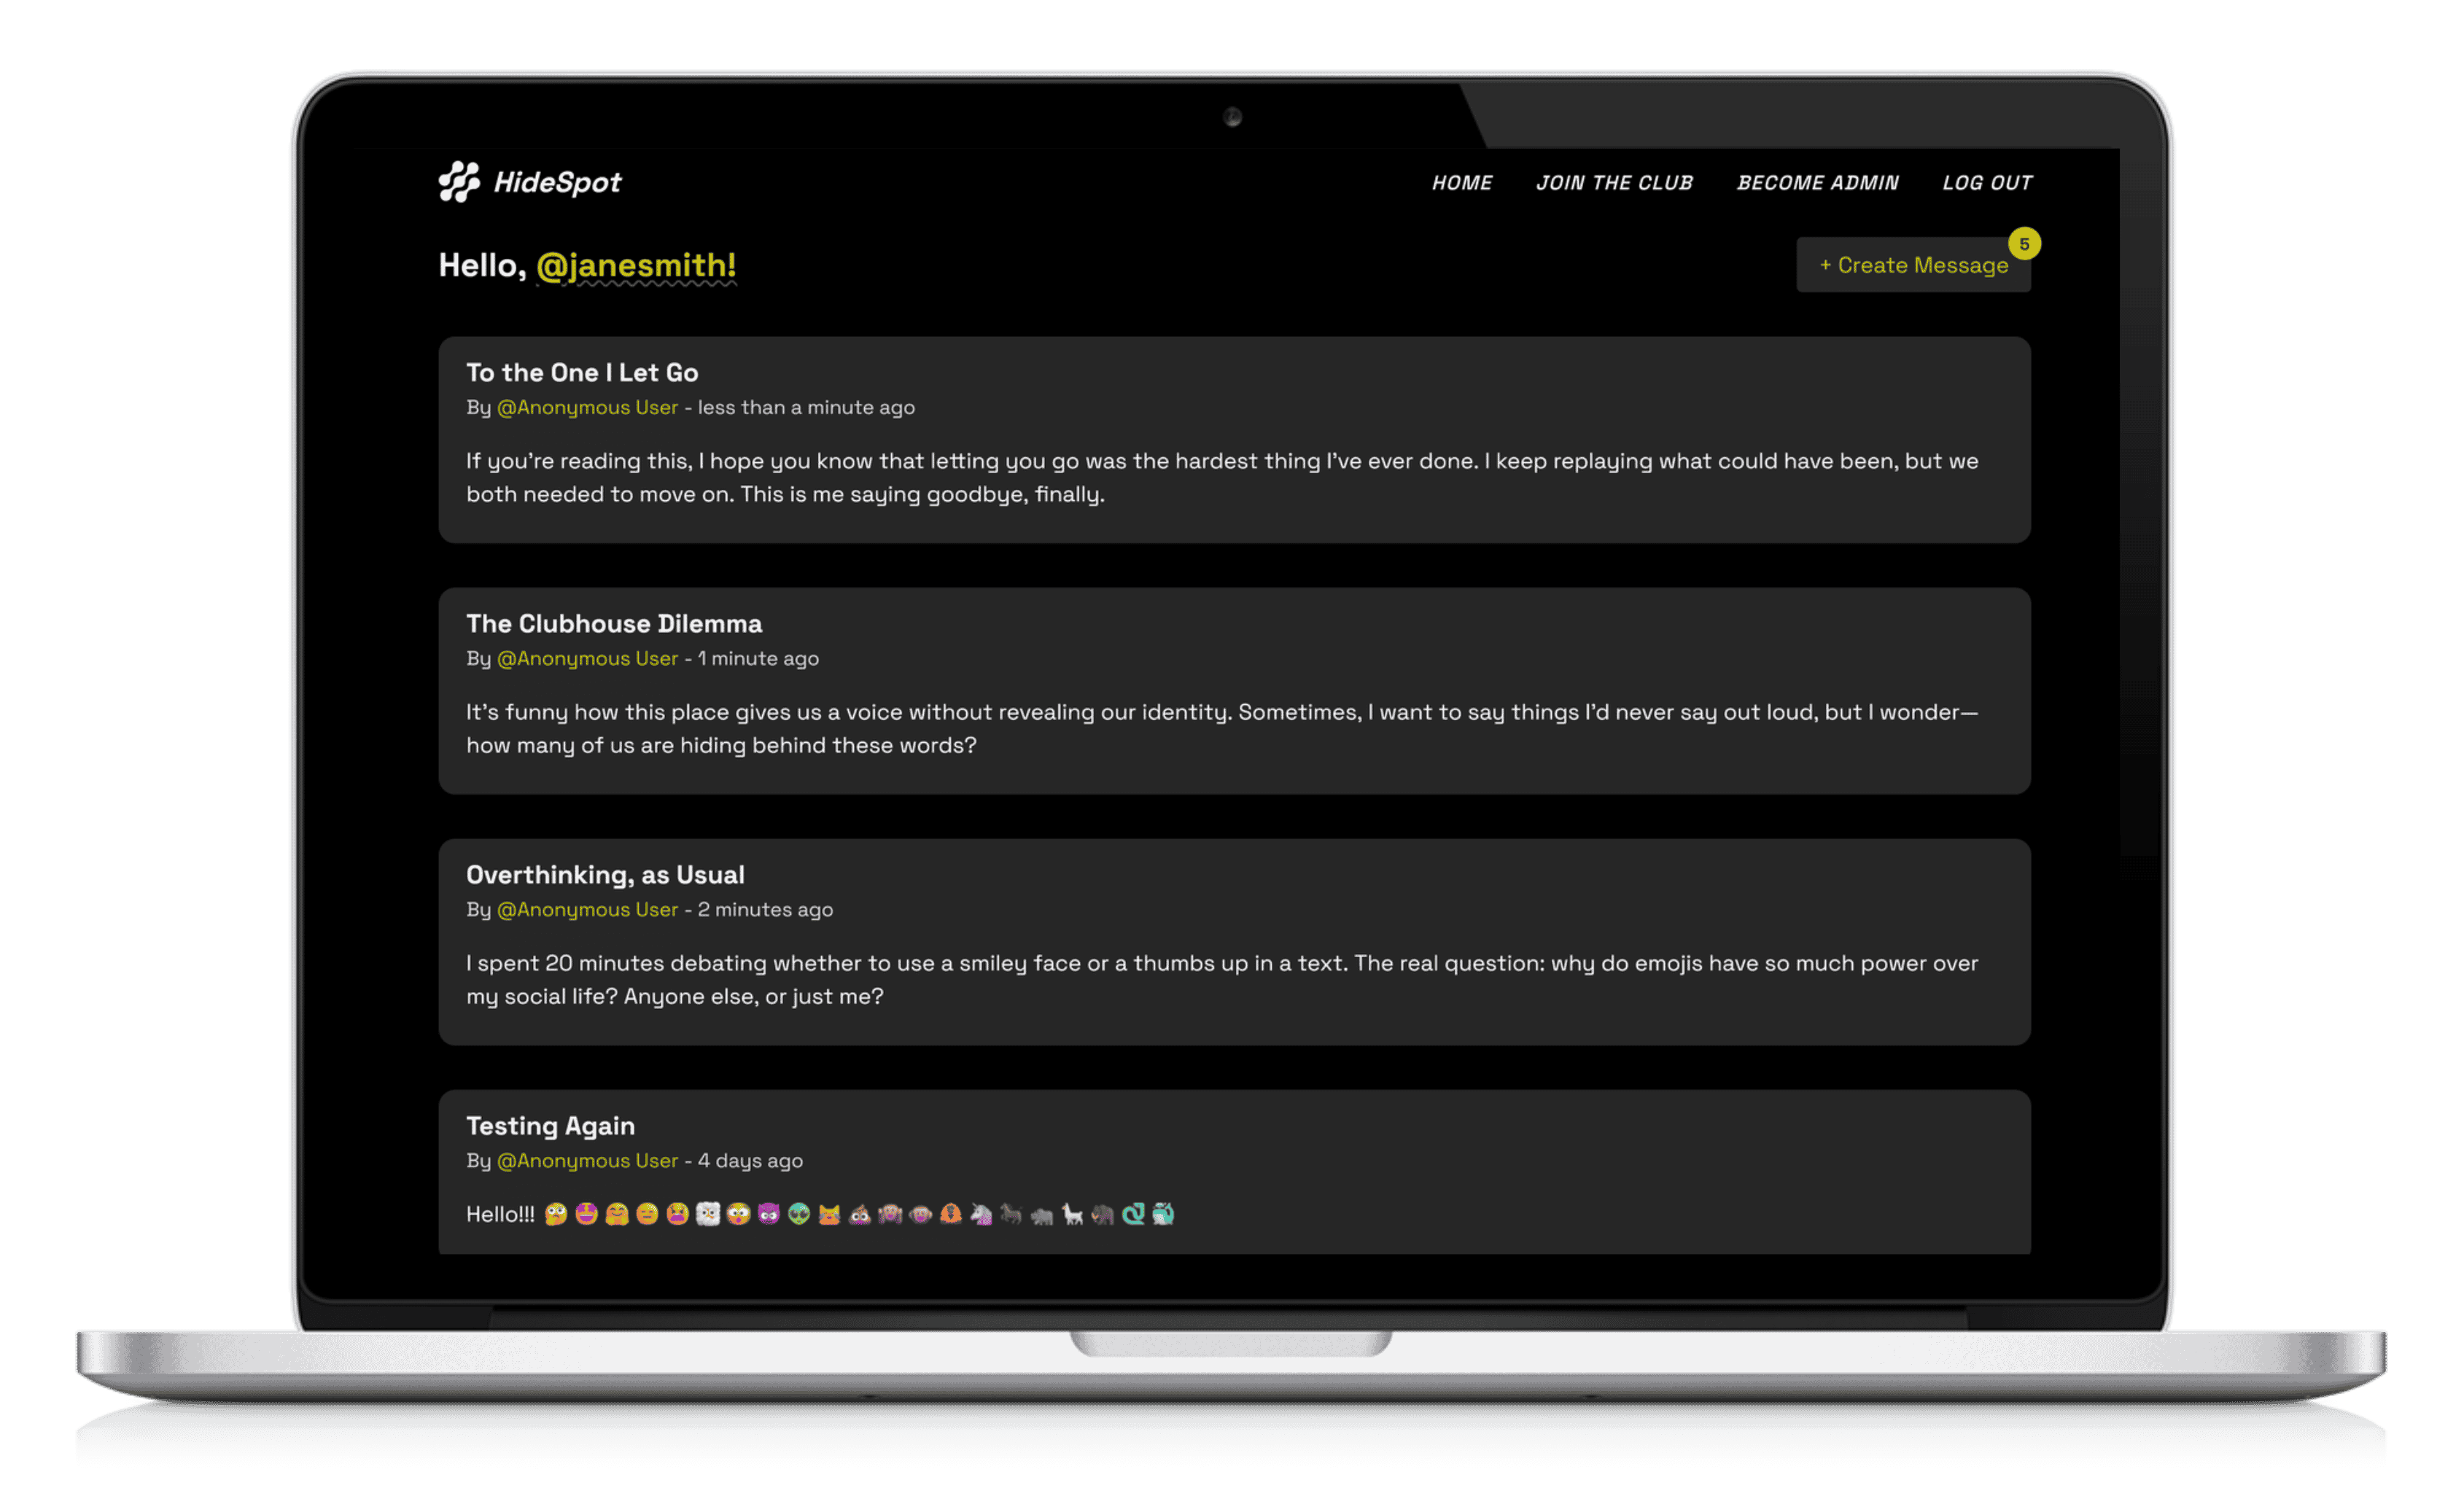 HideSpot
HOME JOIN THE CLUB BECOME ADMIN LOG OUT
Hello, @janesmith!
+ Create Message
5
To the One I Let Go
By @Anonymous User - less than a minute ago
If you're reading this, I hope you know that letting you go was the hardest thing I've ever done. I keep replaying what could have been, but we
both needed to move on. This is me saying goodbye, finally.
The Clubhouse Dilemma
By @Anonymous User - 1 minute ago
It's funny how this place gives us a voice without revealing our identity. Sometimes, I want to say things I'd never say out loud, but I wonder—
how many of us are hiding behind these words?
Overthinking, as Usual
By @Anonymous User - 2 minutes ago
I spent 20 minutes debating whether to use a smiley face or a thumbs up in a text. The real question: why do emojis have so much power over
my social life? Anyone else, or just me?
Testing Again
By @Anonymous User - 4 days ago
Hello!!!